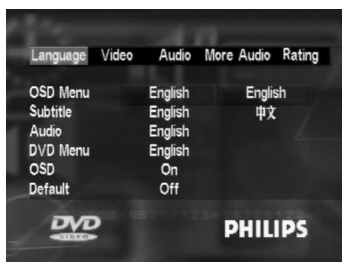 Language Video Audio More Audio Rating
OSD Menu English English
Subtitle English 中文
Audio English
DVD Menu English
OSD On
Default Off
DVD PHILIPS
VIDEO